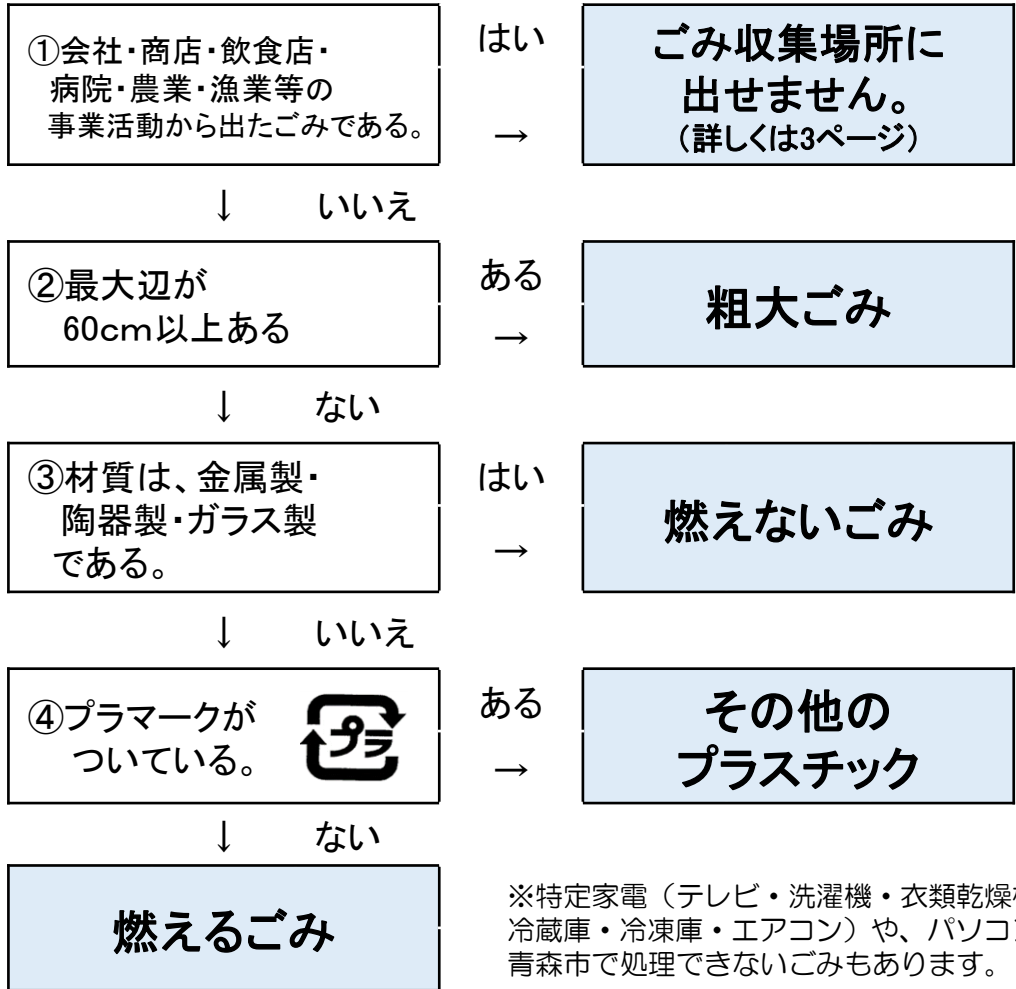 ①会社・商店・飲食店・
病院・農業・漁業等の
事業活動から出たごみである。
はい
→
ごみ収集場所に
出せません。
（詳しくは3ページ）
↓ いいえ
②最大辺が
60cm以上ある
ある
→
粗大ごみ
↓ ない
③材質は、金属製・
陶器製・ガラス製
である。
はい
→
燃えないごみ
↓ いいえ
④プラマークが
ついている。
プラ
ある
→
その他の
プラスチック
↓ ない
燃えるごみ
※特定家電（テレビ・洗濯機・衣類乾燥
冷蔵庫・冷凍庫・エアコン）や、パソコ
青森市で処理できないごみもあります。